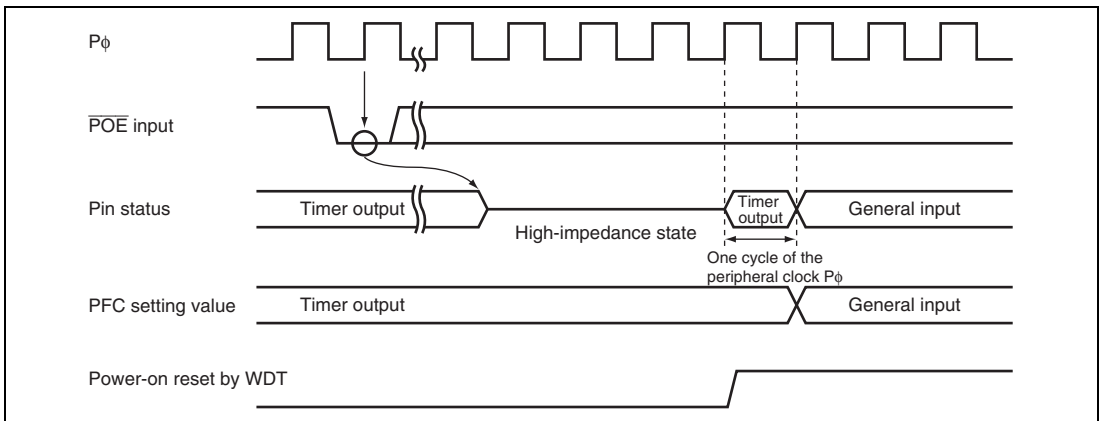 Pϕ
P̅O̅E̅ input
Pin status
Timer output
High-impedance state
Timer
output
General input
One cycle of the
peripheral clock Pϕ
PFC setting value
Timer output
General input
Power-on reset by WDT